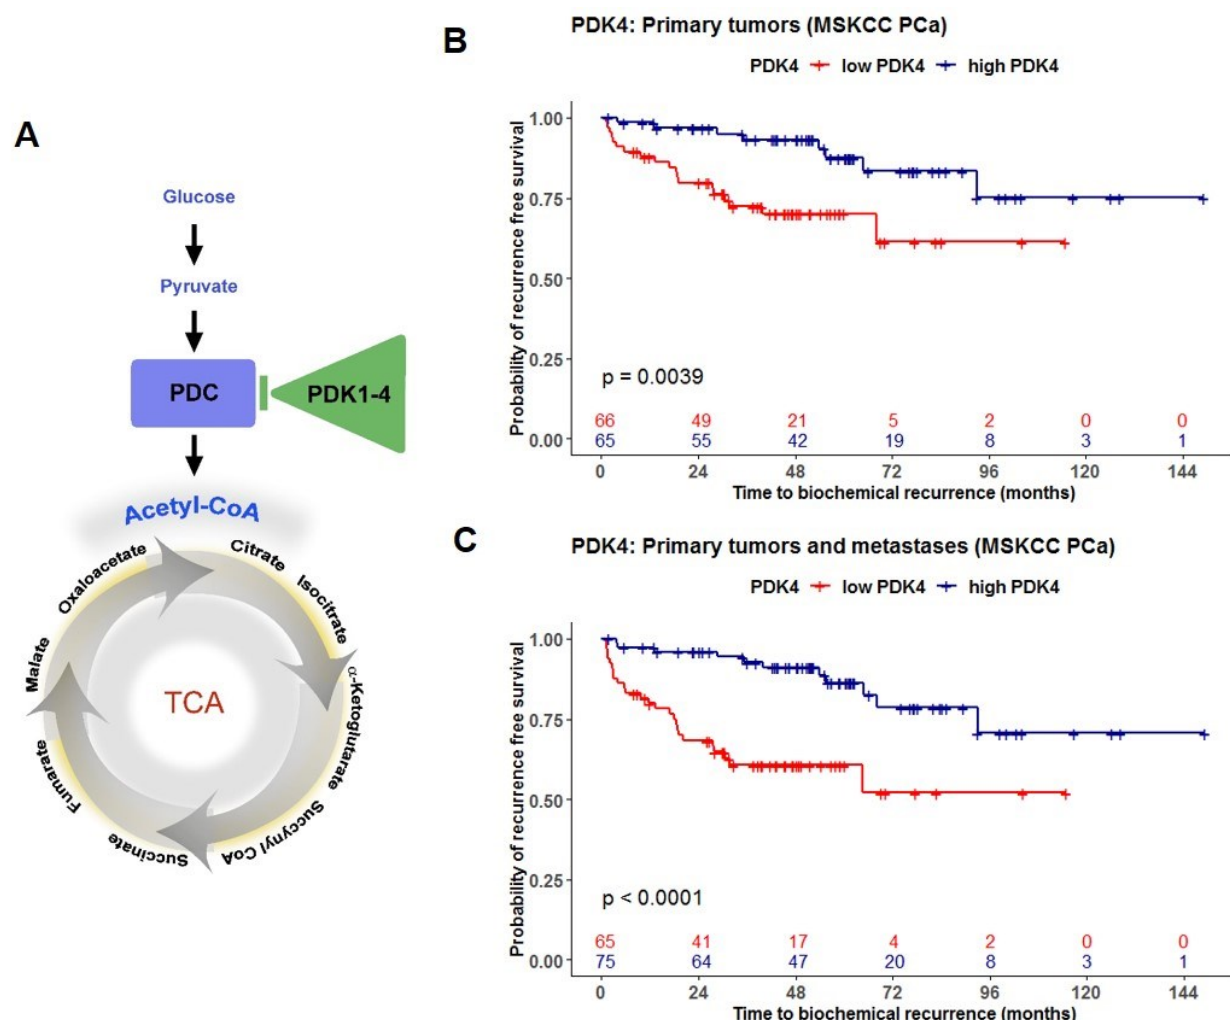 A
Glucose
Pyruvate
PDC
PDK1-4
Acetyl-CoA
Citrate
Isocitrate
α-Ketoglutarate
Succynyl CoA
Succinate
Fumarate
Malate
Oxaloacetate
TCA
B
PDK4: Primary tumors (MSKCC PCa)
PDK4 low PDK4 high PDK4
Probability of recurrence free survival
1.00
0.75
0.50
0.25
0.00
p = 0.0039
66 49 21 5 2 0 0
65 55 42 19 8 3 1
0 24 48 72 96 120 144
Time to biochemical recurrence (months)
C
PDK4: Primary tumors and metastases (MSKCC PCa)
PDK4 low PDK4 high PDK4
Probability of recurrence free survival
1.00
0.75
0.50
0.25
0.00
p < 0.0001
65 41 17 4 2 0 0
75 64 47 20 8 3 1
0 24 48 72 96 120 144
Time to biochemical recurrence (months)